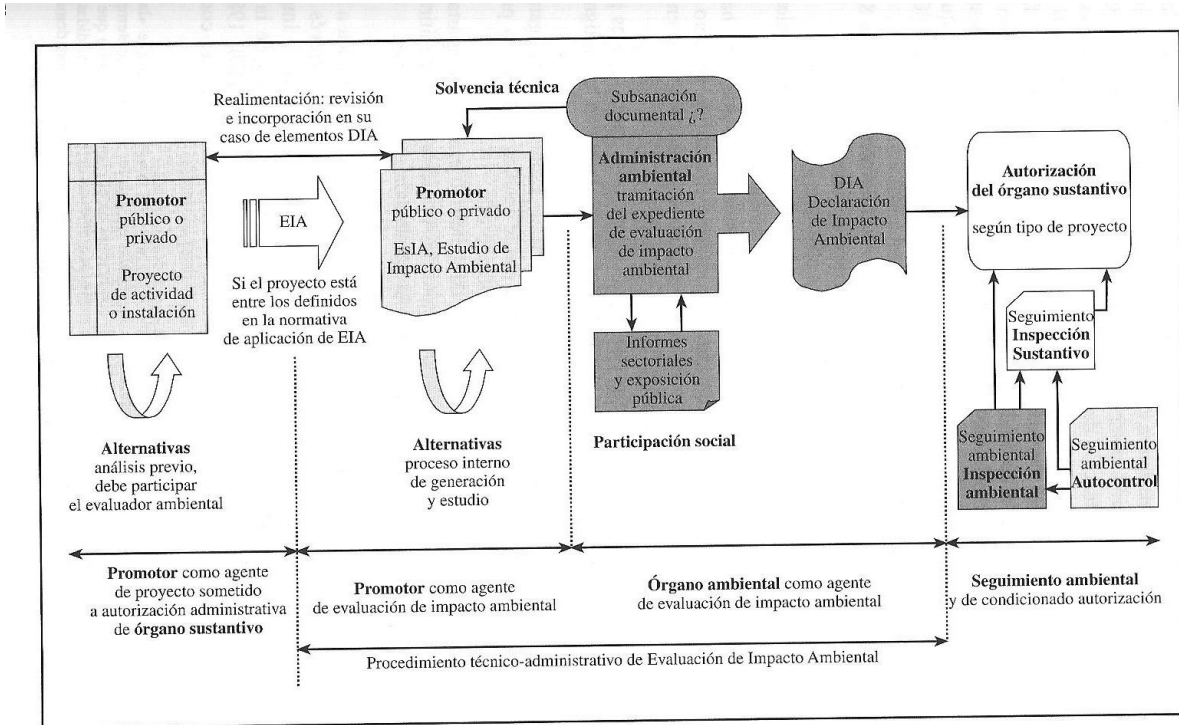 Realimentación: revisión
e incorporación en su
caso de elementos DIA
Solvencia técnica
Subsanación
documental ¿?
Promotor
público o
privado
Proyecto
de actividad
o instalación
EIA
Si el proyecto está
entre los definidos
en la normativa
de aplicación de EIA
Promotor
público o privado
EsIA, Estudio de
Impacto Ambiental
Administración
ambiental
tramitación
del expediente
de evaluación
de impacto
ambiental
DIA
Declaración
de Impacto
Ambiental
Autorización
del órgano sustantivo
según tipo de proyecto
Informes
sectoriales
y exposición
pública
Participación social
Seguimiento
Inspección
Sustantivo
Seguimiento
ambiental
Inspección
ambiental
Seguimiento
ambiental
Autocontrol
Alternativas
análisis previo,
debe participar
el evaluador ambiental
Alternativas
proceso interno
de generación
y estudio
Promotor como agente
de proyecto sometido
a autorización administrativa
de órgano sustantivo
Promotor como agente
de evaluación de impacto ambiental
Órgano ambiental como agente
de evaluación de impacto ambiental
Seguimiento ambiental
y de condicionado autorización
Procedimiento técnico-administrativo de Evaluación de Impacto Ambiental